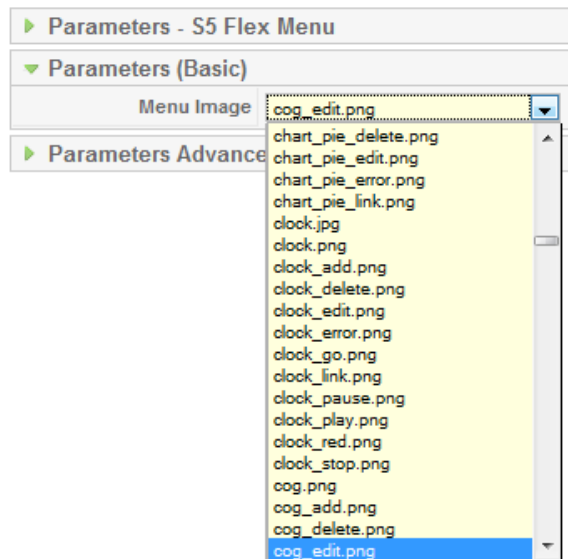 Parameters - S5 Flex Menu
Parameters (Basic)
Menu Image cog_edit.png
chart_pie_delete.png
chart_pie_edit.png
chart_pie_error.png
chart_pie_link.png
clock.jpg
clock.png
clock_add.png
clock_delete.png
clock_edit.png
clock_error.png
clock_go.png
clock_link.png
clock_pause.png
clock_play.png
clock_red.png
clock_stop.png
cog.png
cog_add.png
cog_delete.png
cog_edit.png
Parameters Advance